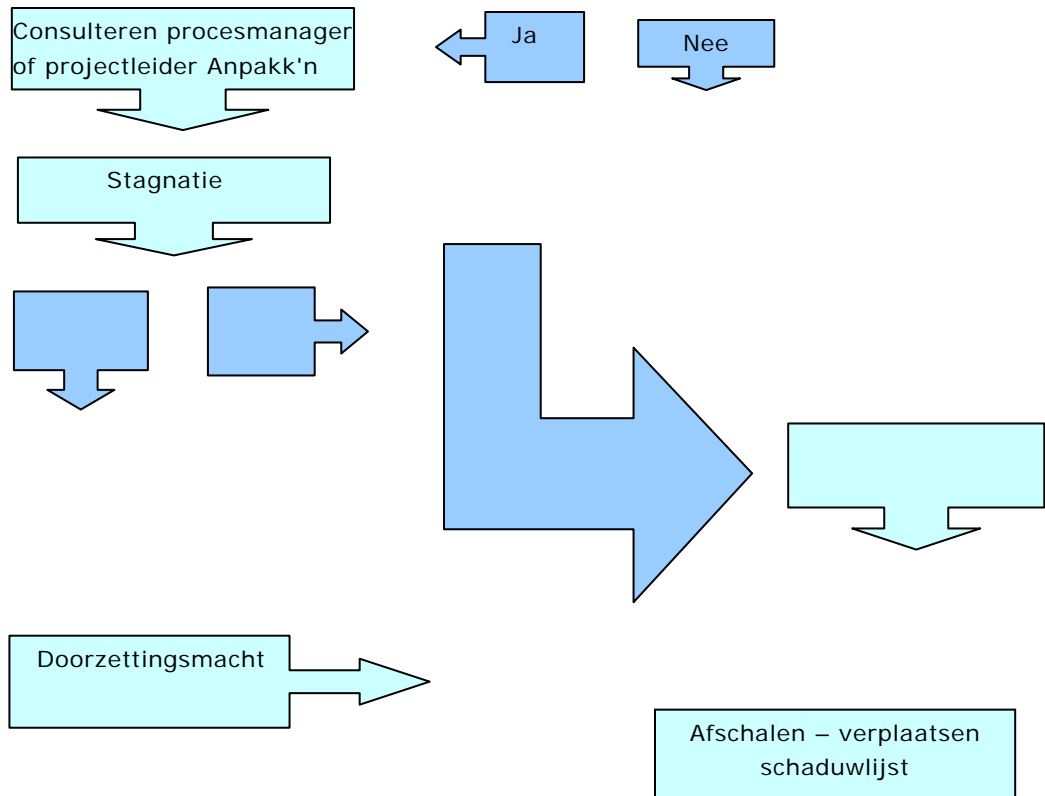 Consulteren procesmanager
of projectleider Anpakk'n
Ja
Nee
Stagnatie
Doorzettingsmacht
Afschalen – verplaatsen
schaduwlijst